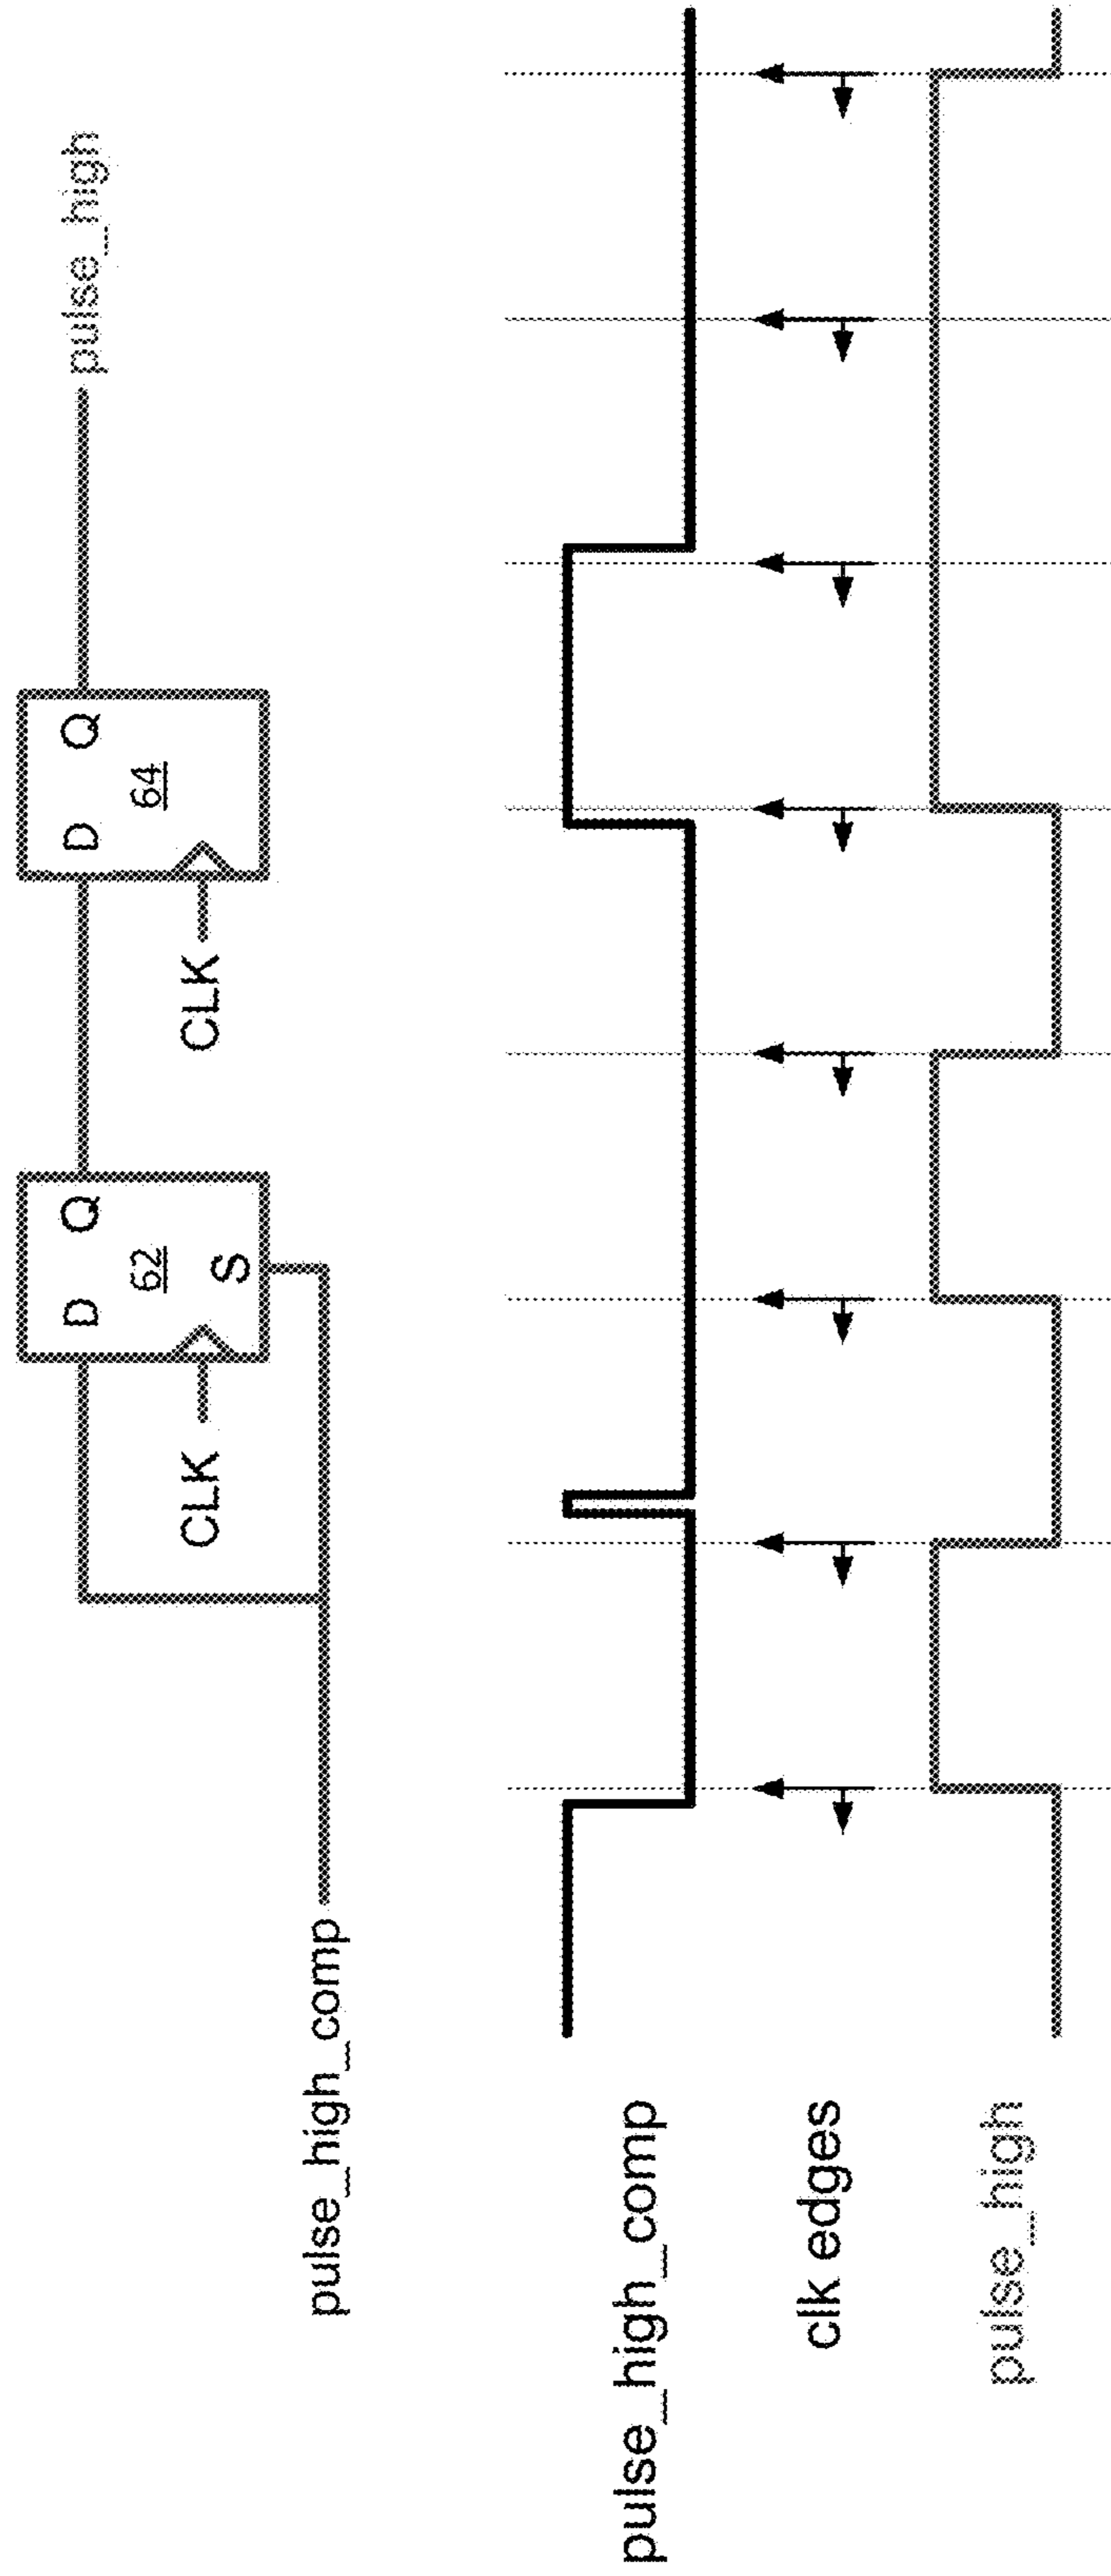 pulse_high_comp
CLK
D
Q
62
S
CLK
D
Q
64
pulse_high
pulse_high_comp
clk edges
pulse_high